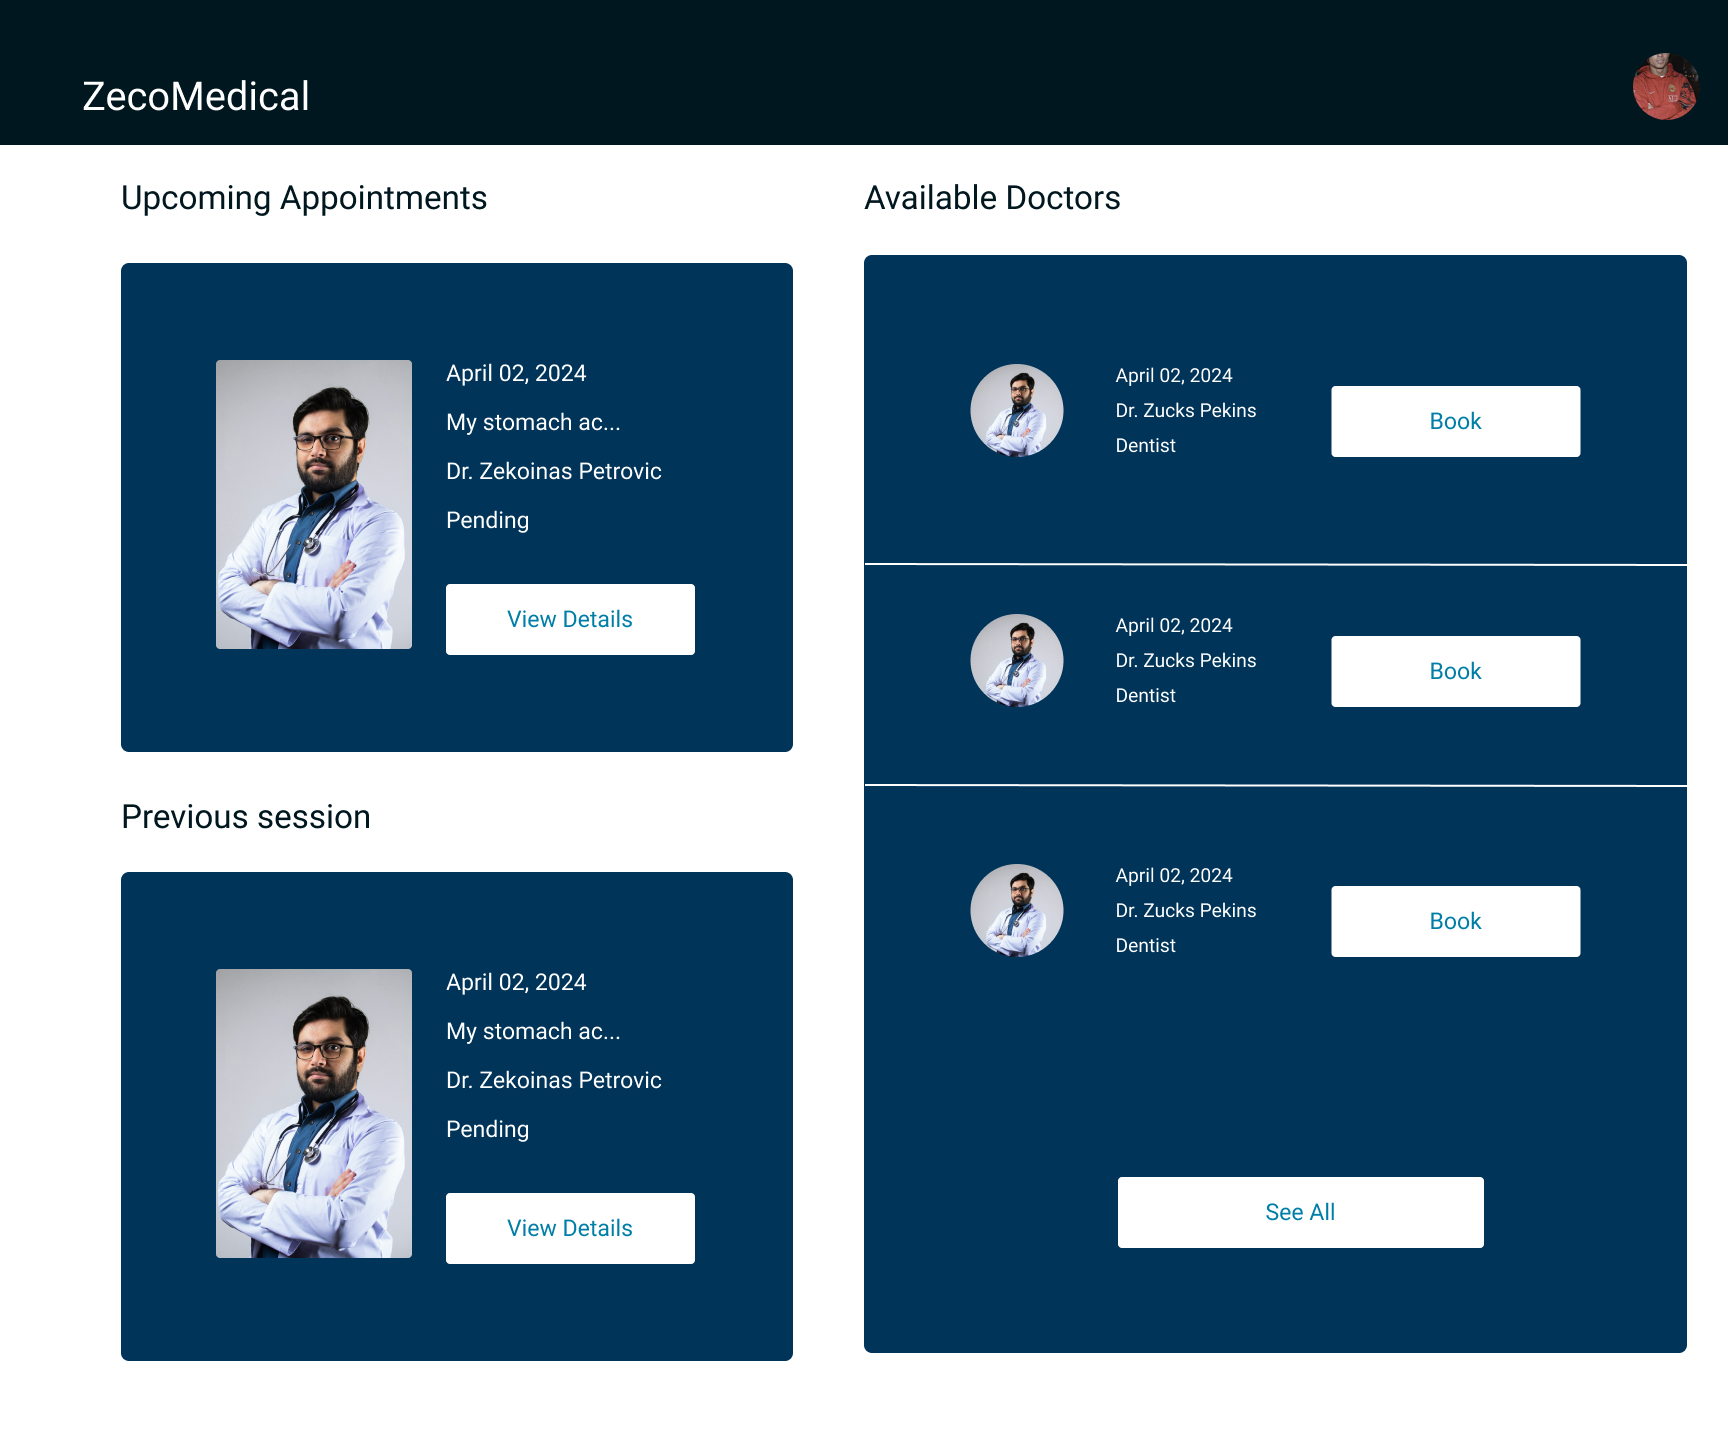 ZecoMedical
Upcoming Appointments
April 02, 2024
My stomach ac...
Dr. Zekoinas Petrovic
Pending
View Details
Previous session
April 02, 2024
My stomach ac...
Dr. Zekoinas Petrovic
Pending
View Details
Available Doctors
April 02, 2024
Dr. Zucks Pekins
Dentist
Book
April 02, 2024
Dr. Zucks Pekins
Dentist
Book
April 02, 2024
Dr. Zucks Pekins
Dentist
Book
See All